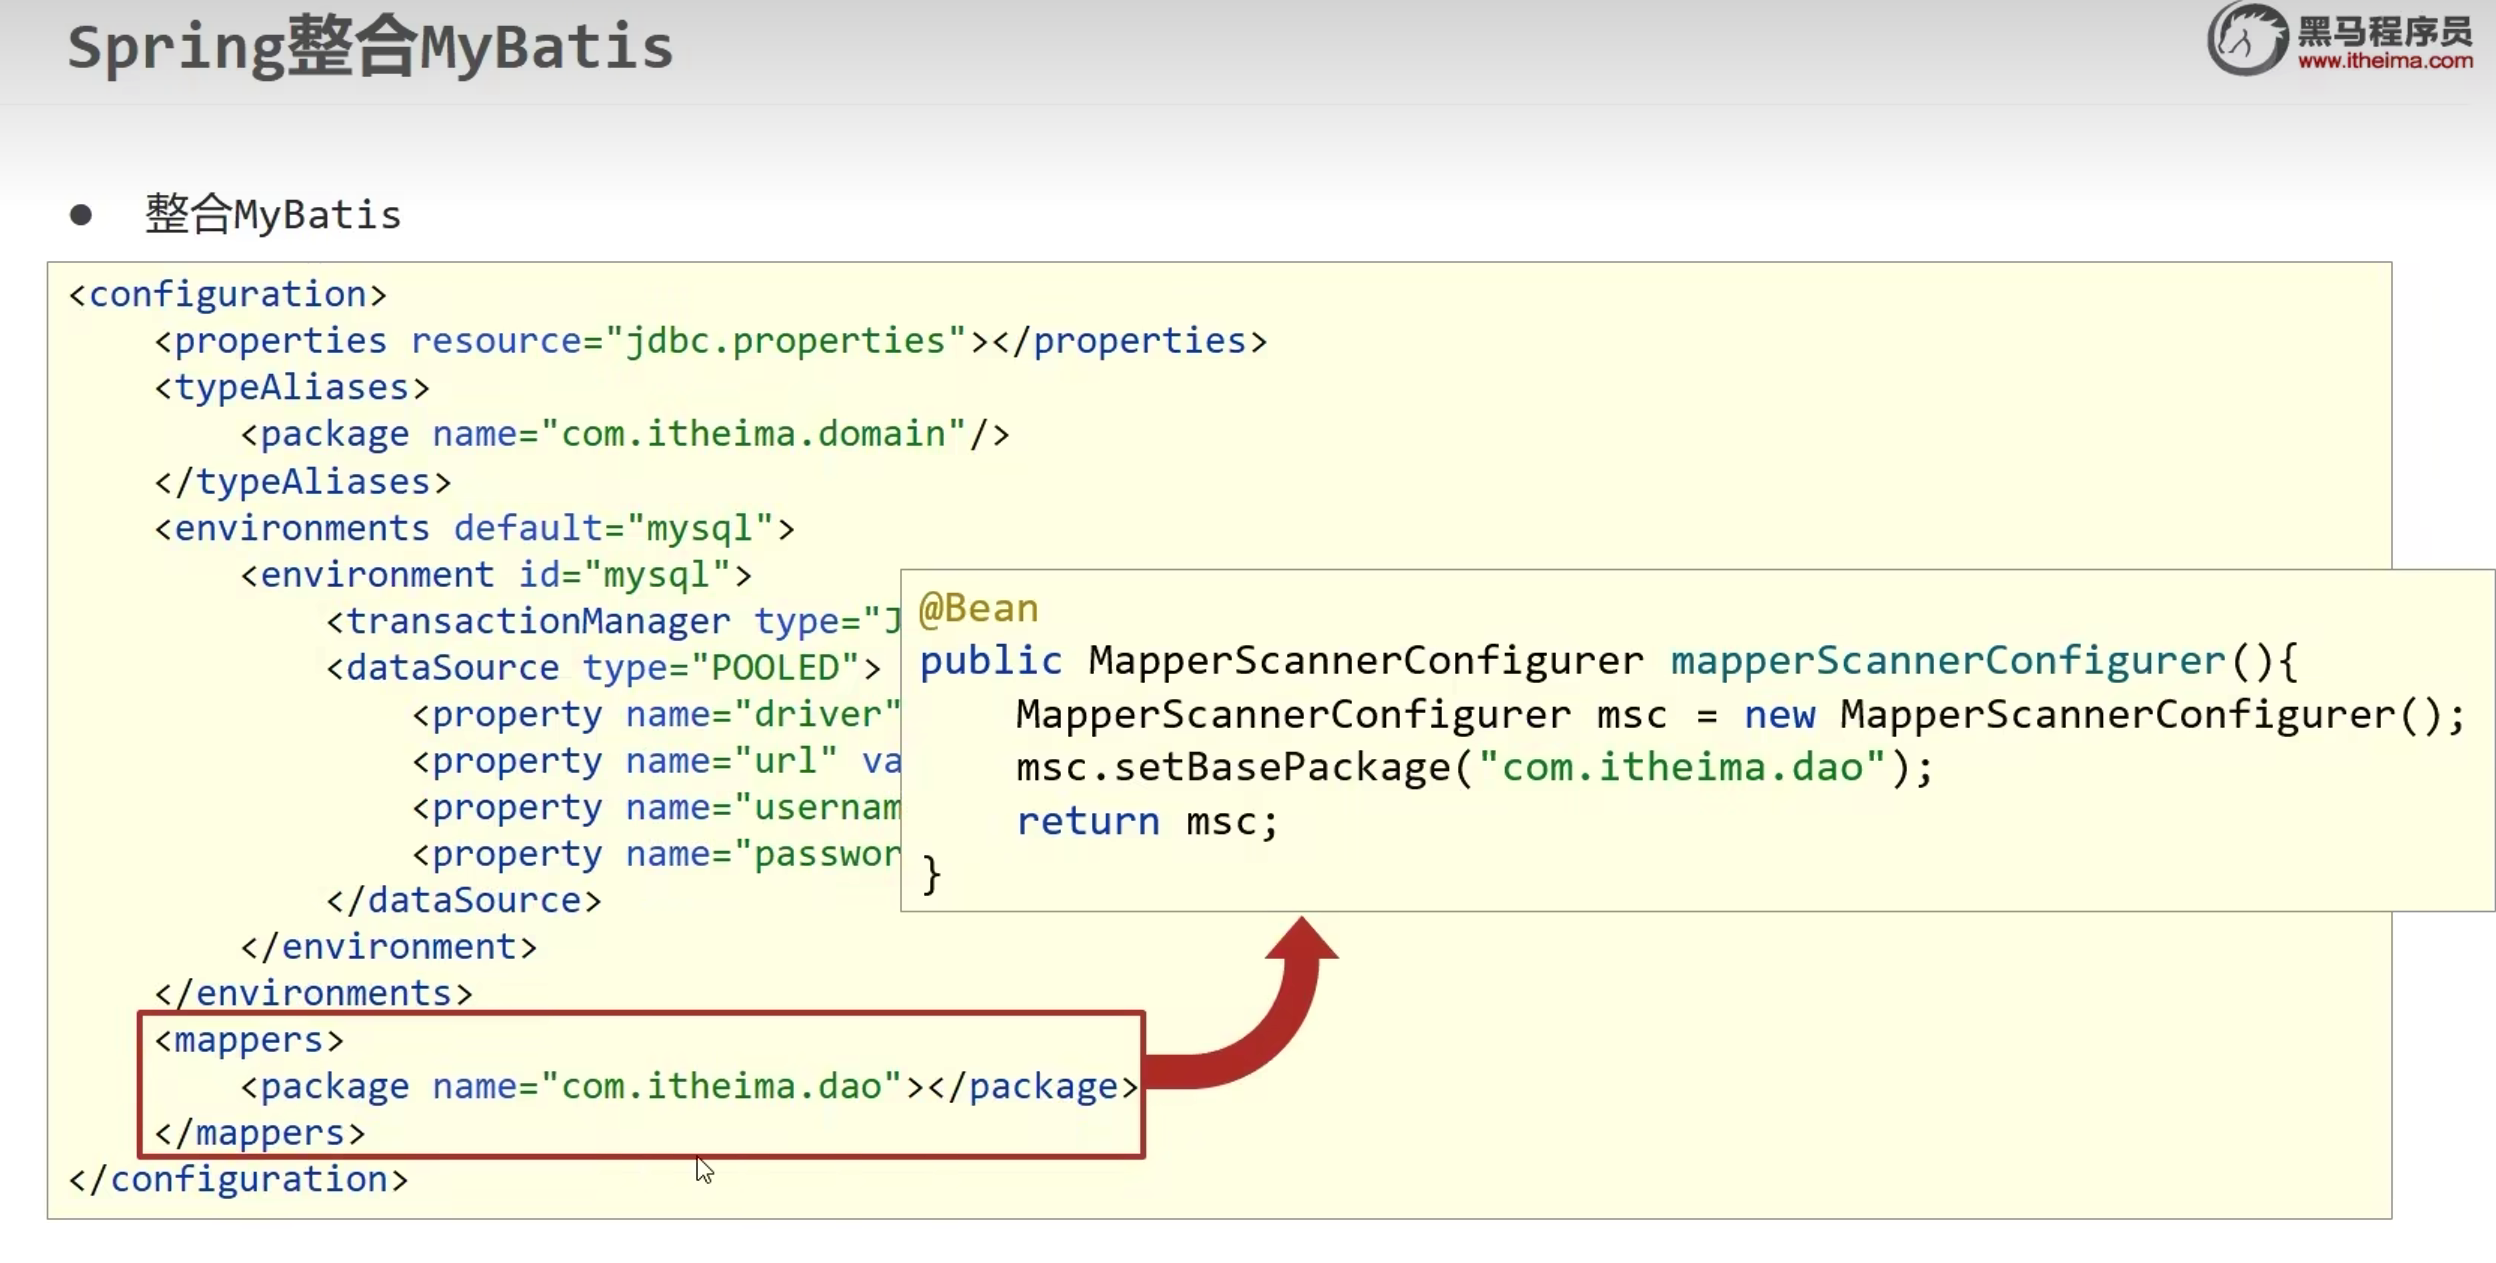 Spring整合MyBatis
黑马程序员
www.itheima.com
● 整合MyBatis
<configuration>
<properties resource="jdbc.properties"></properties>
<typeAliases>
<package name="com.itheima.domain"/>
</typeAliases>
<environments default="mysql">
<environment id="mysql">
<transactionManager type="J
<dataSource type="POOLED">
<property name="driver"
<property name="url" va
<property name="usernam
<property name="passwor
</dataSource>
</environment>
</environments>
<mappers>
<package name="com.itheima.dao"></package>
</mappers>
</configuration>
@Bean
public MapperScannerConfigurer mapperScannerConfigurer(){
MapperScannerConfigurer msc = new MapperScannerConfigurer();
msc.setBasePackage("com.itheima.dao");
return msc;
}